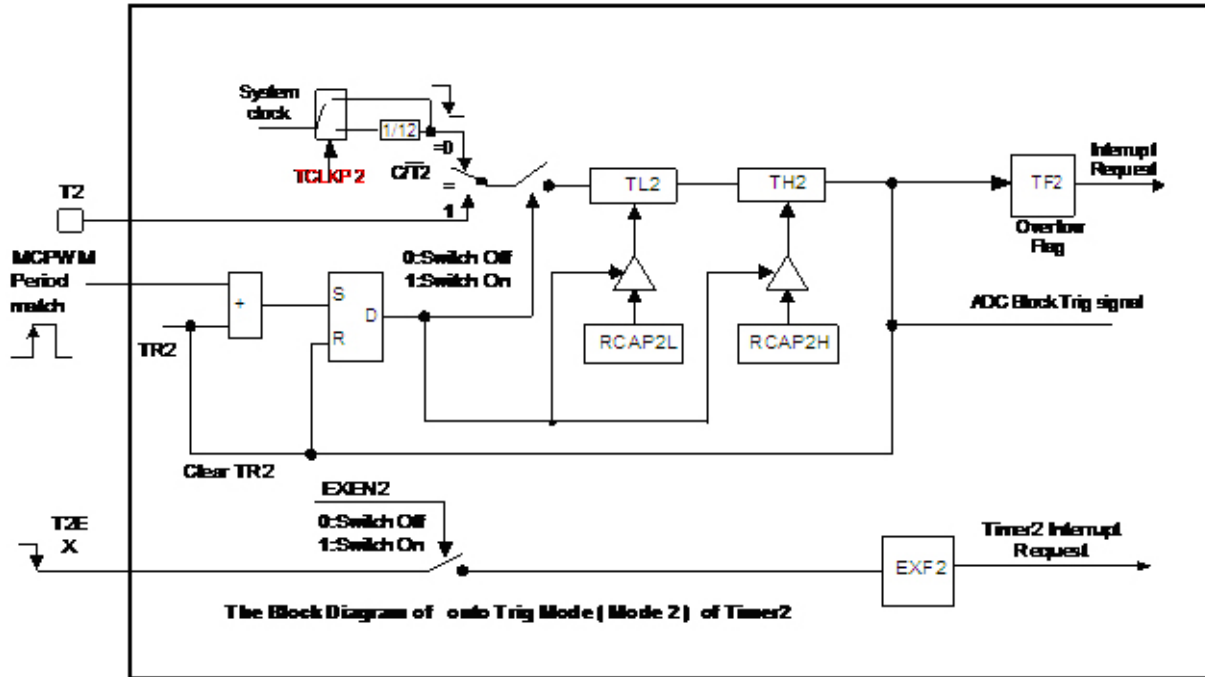 System
clock
1/12
=0
TCLKP2
C/T2
=
1
T2
TL2
TH2
TF2
Interrupt
Request
Overlow
Flag
MCPWM
Period
match
0:Switch Off
1:Switch On
+
S
D
R
TR2
RCAP2L
RCAP2H
ADC Block Trig signal
Clear TR2
EXEN2
0:Switch Off
1:Switch On
T2E
X
EXF2
Timer2 Interrupt
Request
The Block Diagram of onto Trig Mode ( Mode 2 ) of Timer2